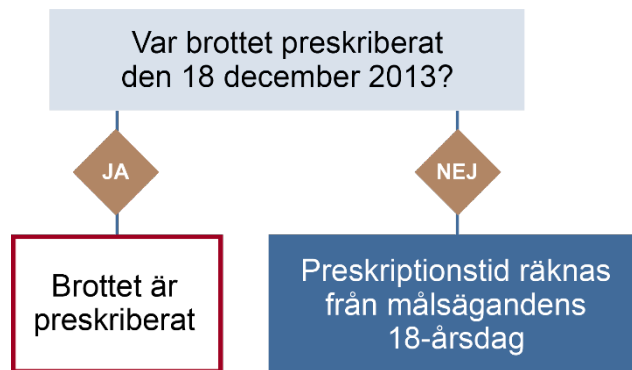 Var brottet preskriberat
den 18 december 2013?
JA
NEJ
Brottet är
preskriberat
Preskriptionstid räknas
från målsägandens
18-årsdag